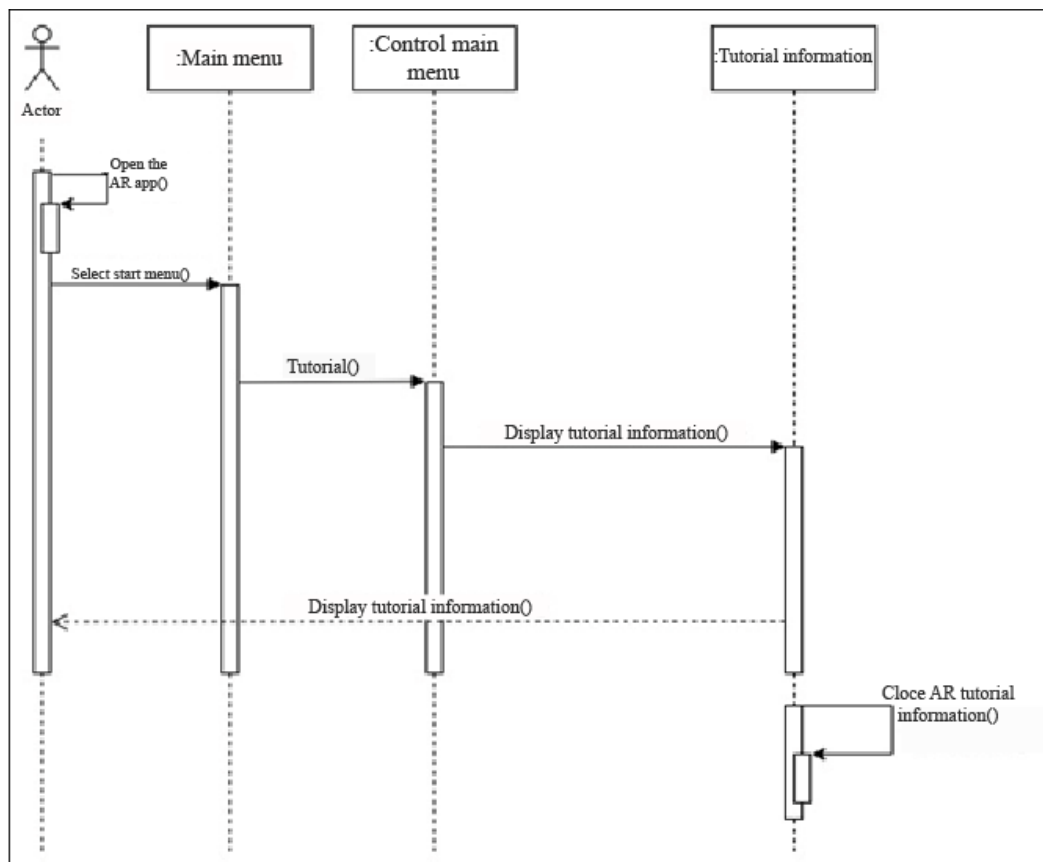 :Main menu
:Control main
menu
:Tutorial information
Actor
Open the
AR app()
Select start menu()
Tutorial()
Display tutorial information()
Display tutorial information()
Cloce AR tutorial
information()